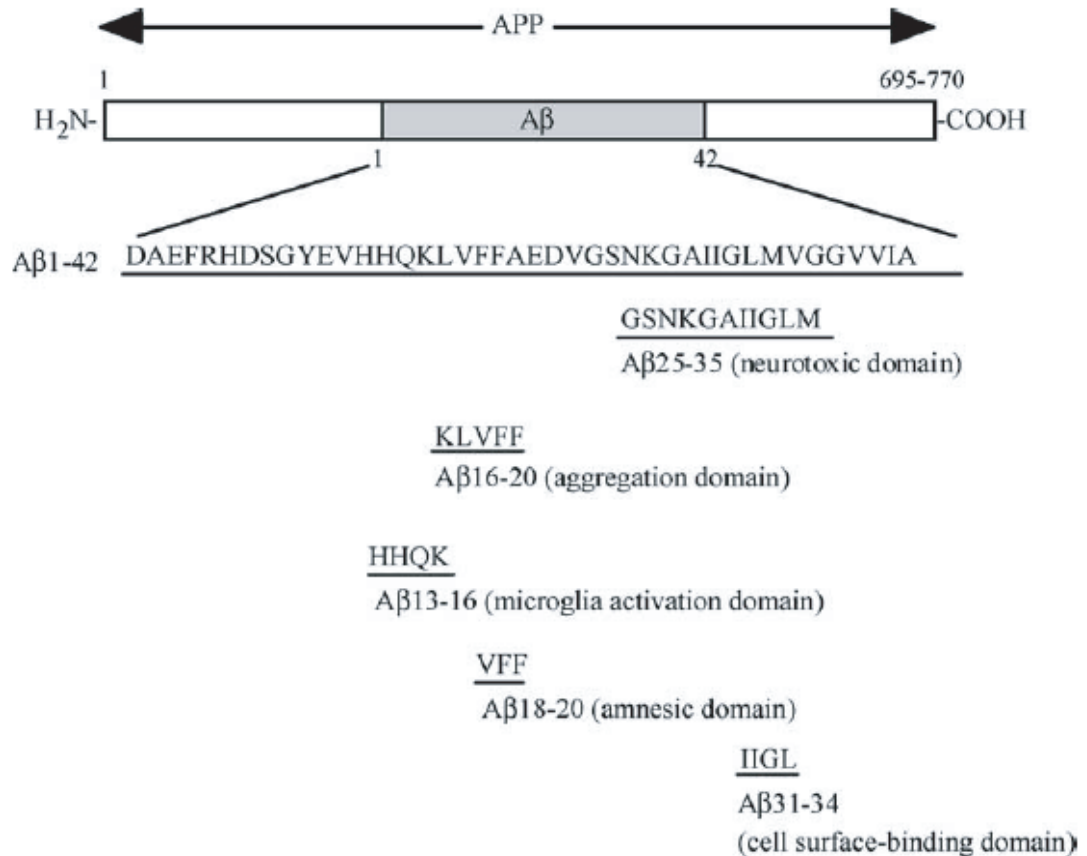 APP
1 695-770
H₂N- Aβ -COOH
1 42
Aβ1-42 DAEFRHDSGYEVHHQKLVFFAEDVGSNKGAIIGLMVGGVVIA
GSNKGAIIGLM
Aβ25-35 (neurotoxic domain)
KLVFF
Aβ16-20 (aggregation domain)
HHQK
Aβ13-16 (microglia activation domain)
VFF
Aβ18-20 (amnesic domain)
IIGL
Aβ31-34
(cell surface-binding domain)